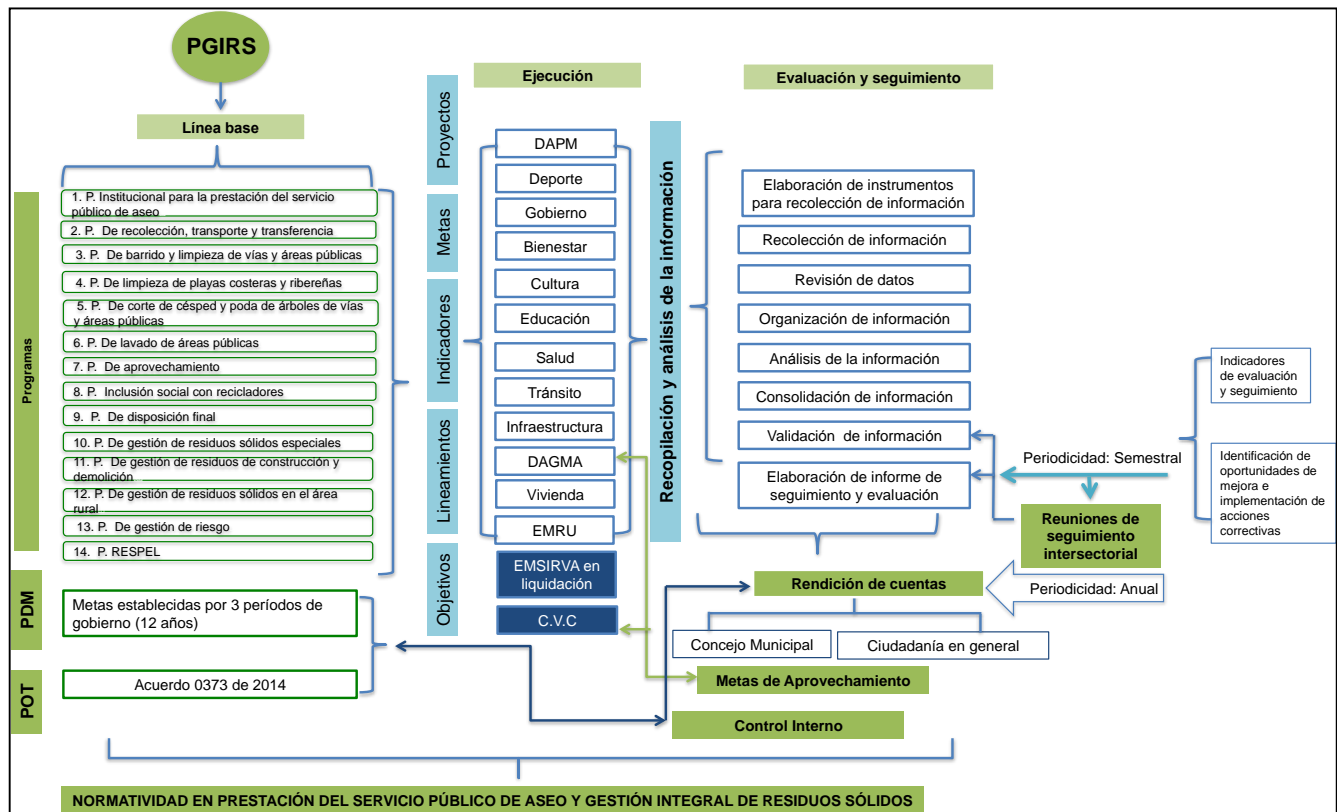 PGIRS
Línea base
Programas
1. P. Institucional para la prestación del servicio
público de aseo
2. P. De recolección, transporte y transferencia
3. P. De barrido y limpieza de vías y áreas públicas
4. P. De limpieza de playas costeras y ribereñas
5. P. De corte de césped y poda de árboles de vías
y áreas públicas
6. P. De lavado de áreas públicas
7. P. De aprovechamiento
8. P. Inclusión social con recicladores
9. P. De disposición final
10. P. De gestión de residuos sólidos especiales
11. P. De gestión de residuos de construcción y
demolición
12. P. De gestión de residuos sólidos en el área
rural
13. P. De gestión de riesgo
14. P. RESPEL
PDM
Metas establecidas por 3 períodos de
gobierno (12 años)
POT
Acuerdo 0373 de 2014
Proyectos
Metas
Indicadores
Lineamientos
Objetivos
Ejecución
DAPM
Deporte
Gobierno
Bienestar
Cultura
Educación
Salud
Tránsito
Infraestructura
DAGMA
Vivienda
EMRU
EMSIRVA en
liquidación
C.V.C
Recopilación y análisis de la información
Evaluación y seguimiento
Elaboración de instrumentos
para recolección de información
Recolección de información
Revisión de datos
Organización de información
Análisis de la información
Consolidación de información
Validación de información
Elaboración de informe de
seguimiento y evaluación
Periodicidad: Semestral
Indicadores
de evaluación
y seguimiento
Identificación de
oportunidades de
mejora e
implementación de
acciones
correctivas
Reuniones de
seguimiento
intersectorial
Rendición de cuentas
Periodicidad: Anual
Concejo Municipal
Ciudadanía en general
Metas de Aprovechamiento
Control Interno
NORMATIVIDAD EN PRESTACIÓN DEL SERVICIO PÚBLICO DE ASEO Y GESTIÓN INTEGRAL DE RESIDUOS SÓLIDOS